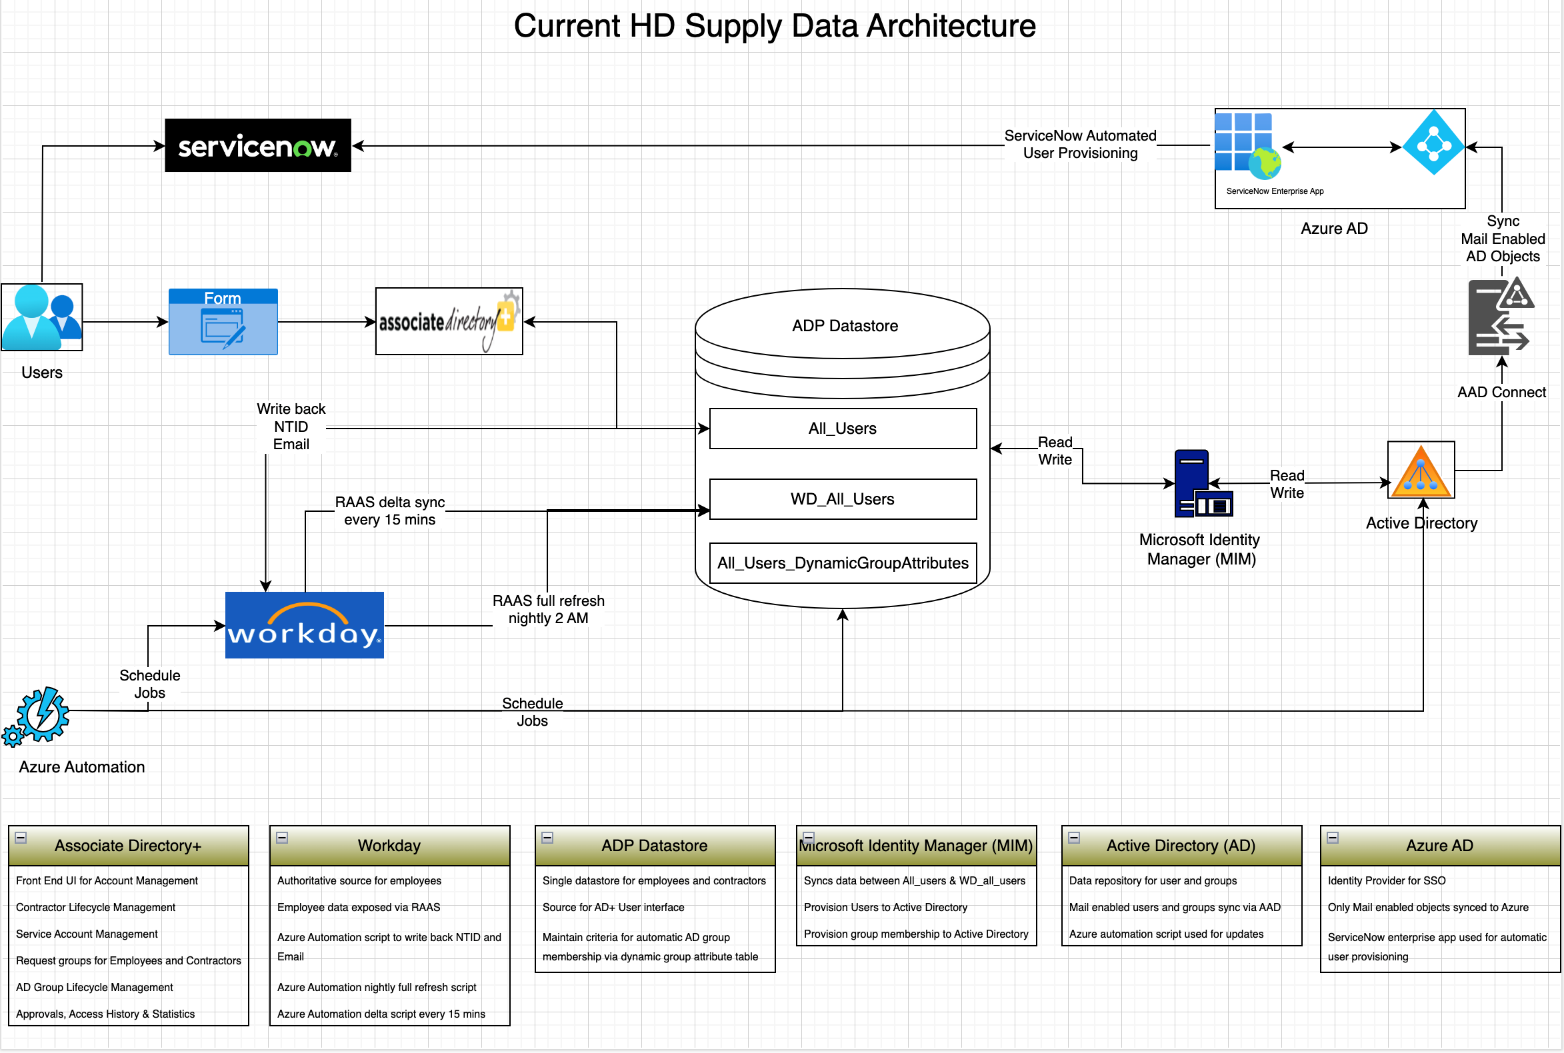 Current HD Supply Data Architecture
servicenow.
ServiceNow Automated
User Provisioning
ServiceNow Enterprise App
Azure AD
Sync
Mail Enabled
AD Objects
Users
Form
associatedirectory+
ADP Datastore
AAD Connect
Write back
NTID
Email
All_Users
Read
Write
Read
Write
RAAS delta sync
every 15 mins
WD_All_Users
Active Directory
Microsoft Identity
Manager (MIM)
All_Users_DynamicGroupAttributes
RAAS full refresh
nightly 2 AM
workday.
Schedule
Jobs
Schedule
Jobs
Azure Automation
Associate Directory+
Front End UI for Account Management
Contractor Lifecycle Management
Service Account Management
Request groups for Employees and Contractors
AD Group Lifecycle Management
Approvals, Access History & Statistics
Workday
Authoritative source for employees
Employee data exposed via RAAS
Azure Automation script to write back NTID and
Email
Azure Automation nightly full refresh script
Azure Automation delta script every 15 mins
ADP Datastore
Single datastore for employees and contractors
Source for AD+ User interface
Maintain criteria for automatic AD group
membership via dynamic group attribute table
Microsoft Identity Manager (MIM)
Syncs data between All_users & WD_all_users
Provision Users to Active Directory
Provision group membership to Active Directory
Active Directory (AD)
Data repository for user and groups
Mail enabled users and groups sync via AAD
Azure automation script used for updates
Azure AD
Identity Provider for SSO
Only Mail enabled objects synced to Azure
ServiceNow enterprise app used for automatic
user provisioning